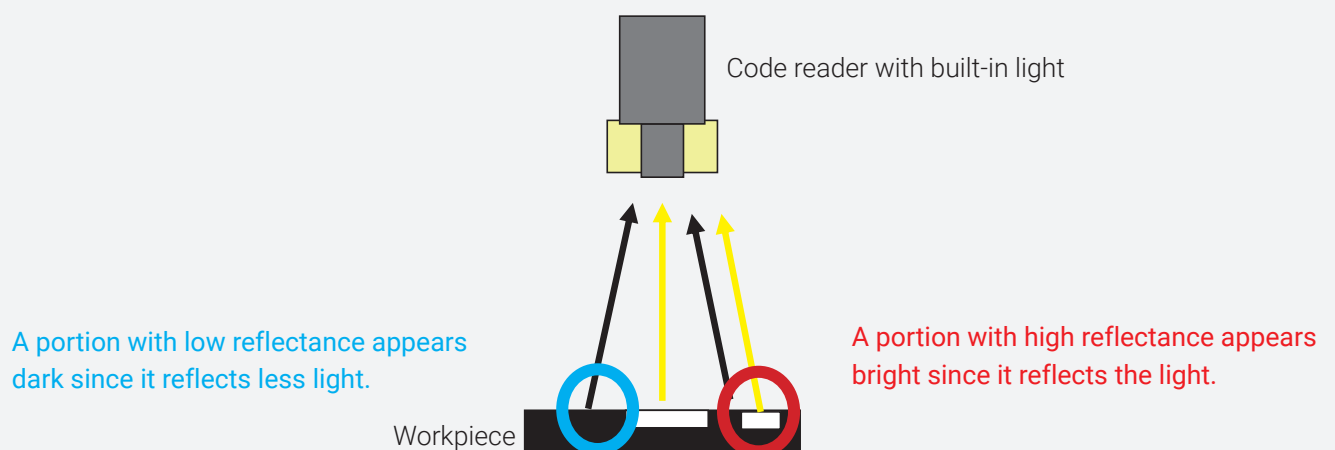 Code reader with built-in light
A portion with low reflectance appears
dark since it reflects less light.
A portion with high reflectance appears
bright since it reflects the light.
Workpiece